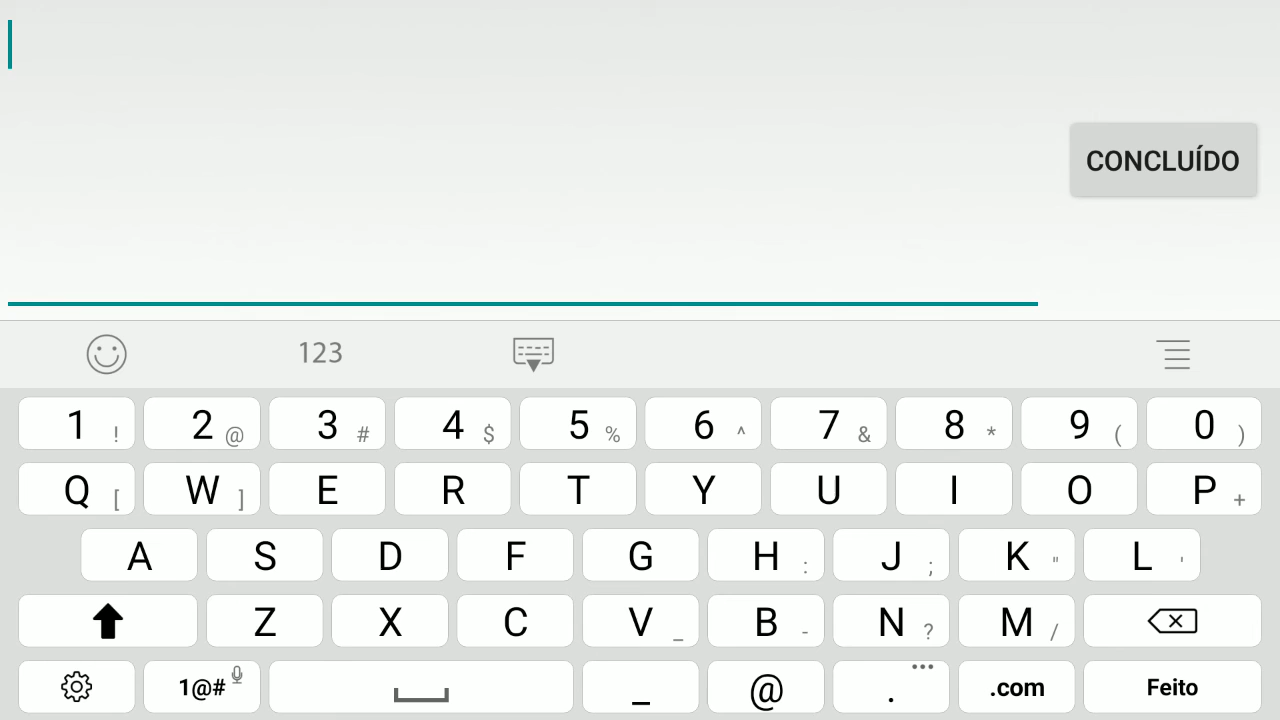 CONCLUÍDO
123
1 ! 2 @ 3 # 4 $ 5 % 6 ^ 7 & 8 * 9 ( 0 )
Q [ W ] E R T Y U I O P +
A S D F G H : J ; K " L '
Z X C V _ B - N ? M /
1@# _ @ . ... .com Feito